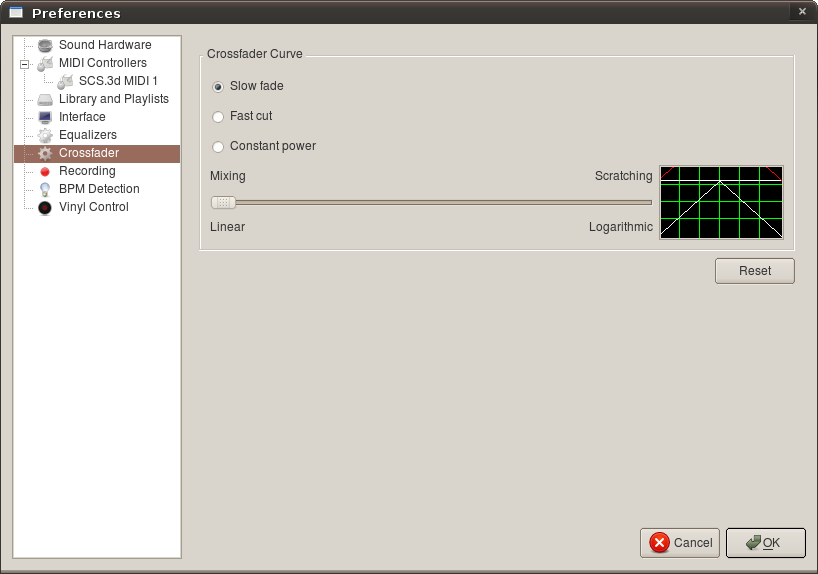 Preferences
Sound Hardware
MIDI Controllers
SCS.3d MIDI 1
Library and Playlists
Interface
Equalizers
Crossfader
Recording
BPM Detection
Vinyl Control
Crossfader Curve
Slow fade
Fast cut
Constant power
Mixing Scratching
Linear Logarithmic
Reset
Cancel OK